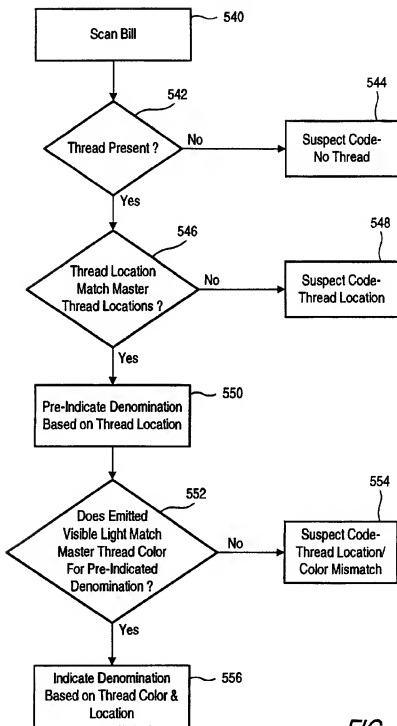 540
Scan Bill
542
544
Thread Present ?
No
Suspect Code-
No Thread
Yes
546
548
Thread Location
Match Master
Thread Locations ?
No
Suspect Code-
Thread Location
Yes
550
Pre-Indicate Denomination
Based on Thread Location
552
554
Does Emitted
Visible Light Match
Master Thread Color
For Pre-Indicated
Denomination ?
No
Suspect Code-
Thread Location/
Color Mismatch
Yes
556
Indicate Denomination
Based on Thread Color &
Location
FIG